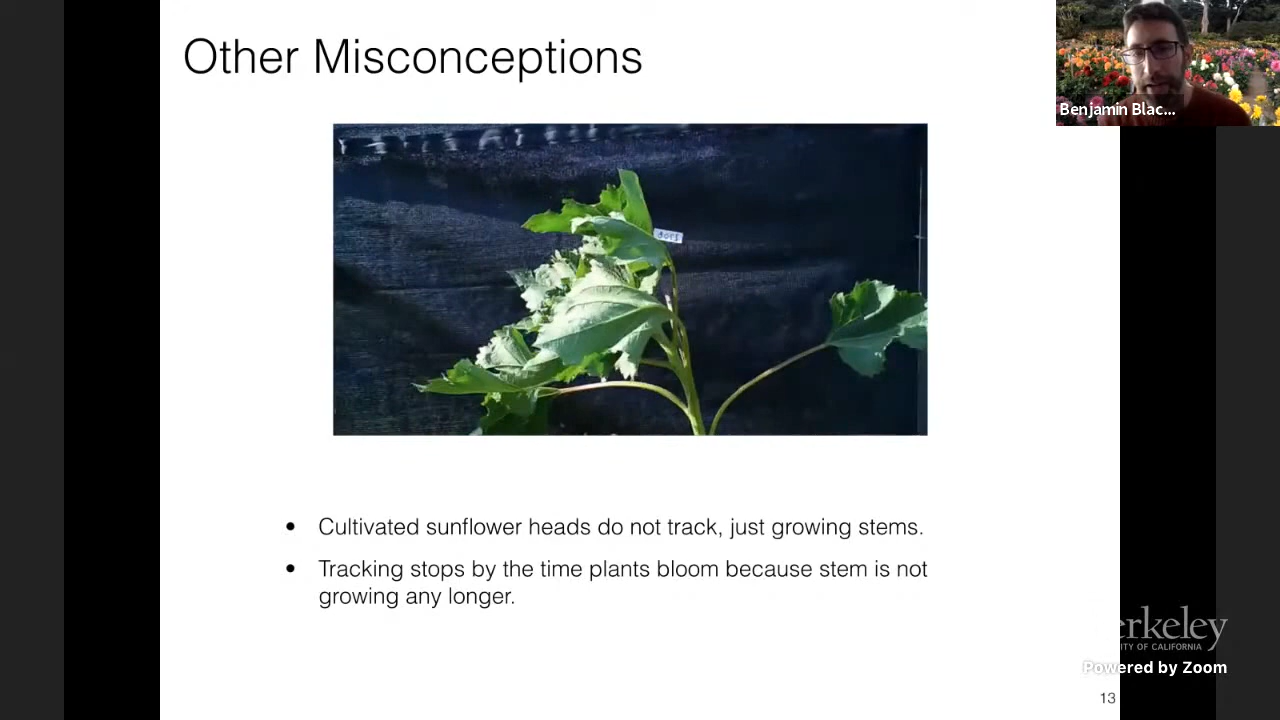 Other Misconceptions
Benjamin Blac...
• Cultivated sunflower heads do not track, just growing stems.
• Tracking stops by the time plants bloom because stem is not
growing any longer.
erkeley
ITY OF CALIFORNIA
Powered by Zoom
13